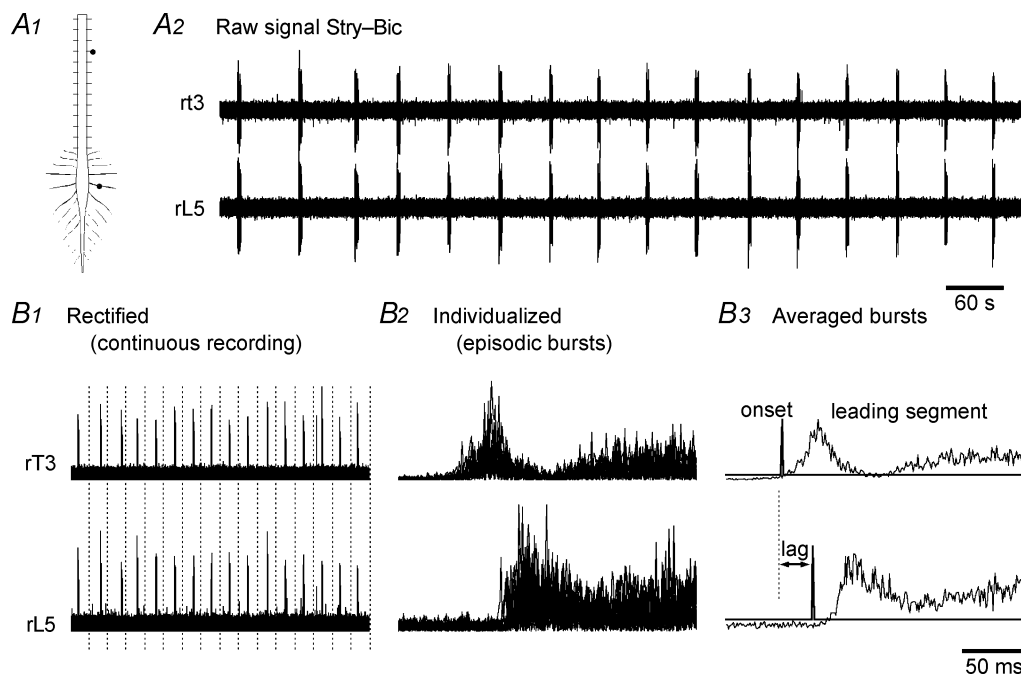 A1
A2 Raw signal Stry–Bic
rt3
rL5
60 s
B1 Rectified
(continuous recording)
rT3
rL5
B2 Individualized
(episodic bursts)
B3 Averaged bursts
onset leading segment
lag
50 ms